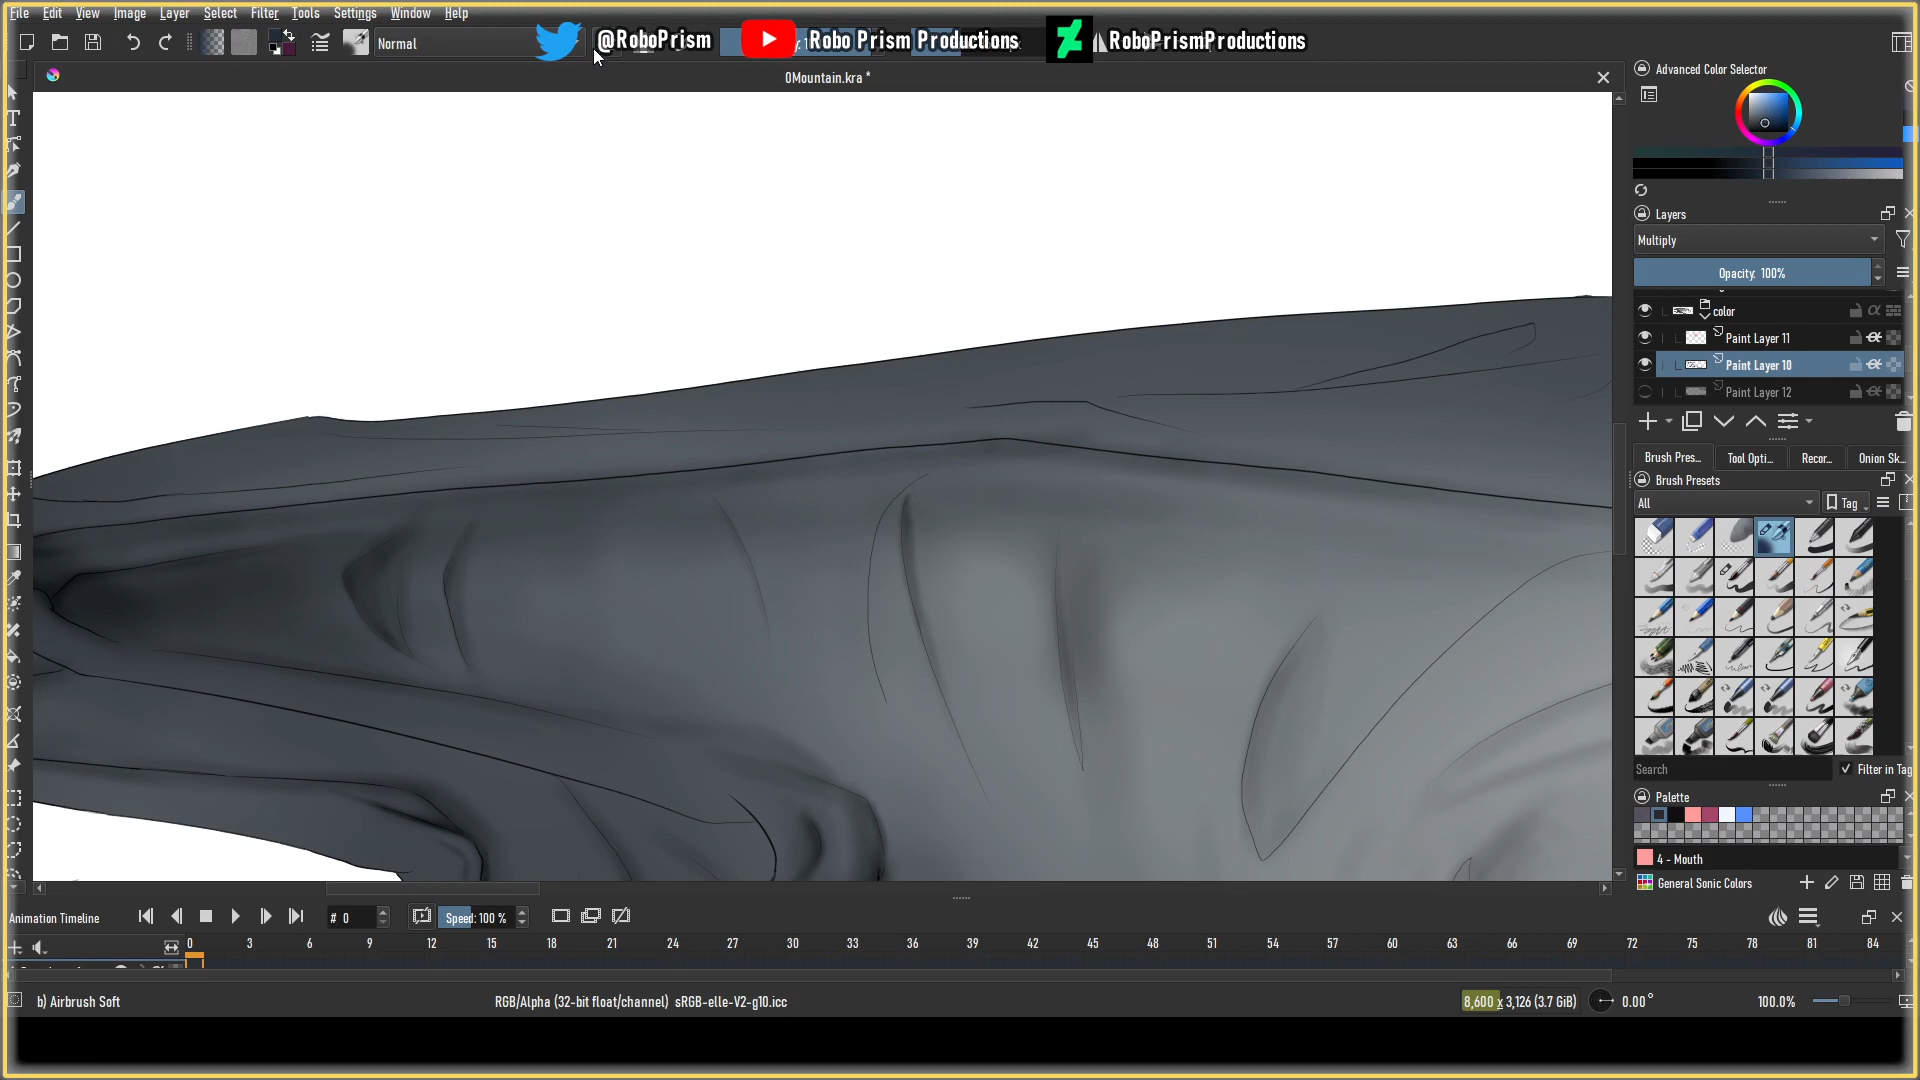 File Edit View Image Layer Select Filter Tools Settings Window Help
Normal @RoboPrism Robo Prism Productions RoboPrismProductions
0Mountain.kra *
Advanced Color Selector
Layers
Multiply
Opacity: 100%
color
Paint Layer 11
Paint Layer 10
Paint Layer 12
Brush Pres... Tool Opti... Recor... Onion Sk...
Brush Presets
All Tag
Search Filter in Tag
Palette
4 - Mouth
General Sonic Colors
Animation Timeline # 0 Speed: 100 %
0 3 6 9 12 15 18 21 24 27 30 33 36 39 42 45 48 51 54 57 60 63 66 69 72 75 78 81 84
b) Airbrush Soft RGB/Alpha (32-bit float/channel) sRGB-elle-V2-g10.icc 8,600 x 3,126 (3.7 GiB) 0.00° 100.0%